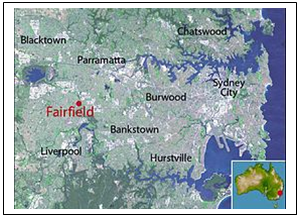 Blacktown
Chatswood
Parramatta
Sydney
City
Burwood
Fairfield
Bankstown
Liverpool
Hurstville